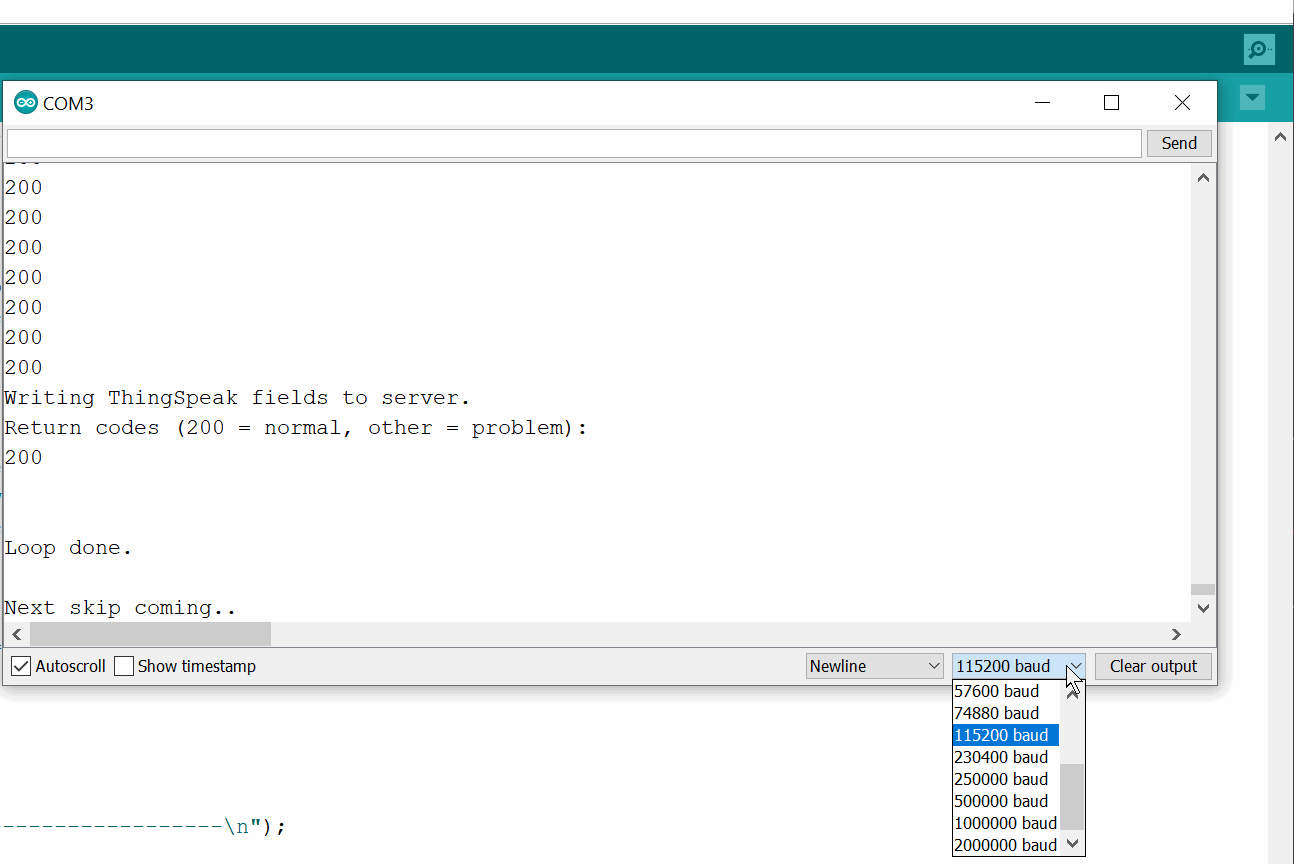 COM3
Send
200
200
200
200
200
200
200
Writing ThingSpeak fields to server.
Return codes (200 = normal, other = problem):
200
Loop done.
Next skip coming..
Autoscroll Show timestamp Newline 115200 baud Clear output
57600 baud
74880 baud
115200 baud
230400 baud
250000 baud
500000 baud
1000000 baud
2000000 baud
-----------------\n");